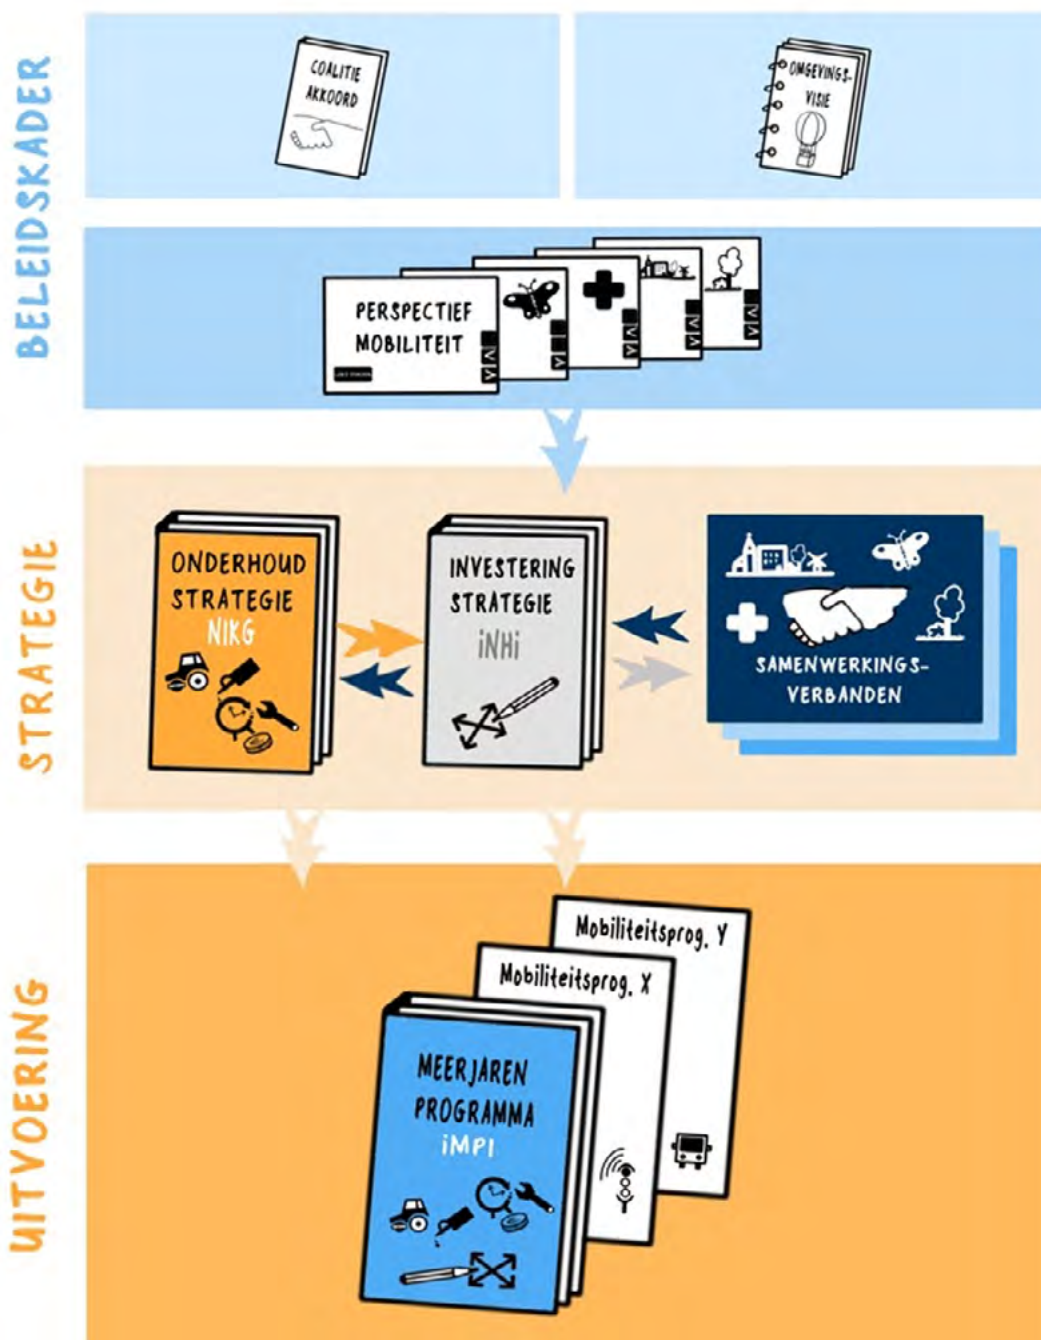 BELEIDSKADER
COALITIE
AKKOORD
OMGEVINGS-
VISIE
PERSPECTIEF
MOBILITEIT
STRATEGIE
ONDERHOUD
STRATEGIE
NIKG
INVESTERING
STRATEGIE
iNHi
SAMENWERKINGS-
VERBANDEN
UITVOERING
Mobiliteitsprog. Y
Mobiliteitsprog. X
MEERJAREN
PROGRAMMA
iMPI